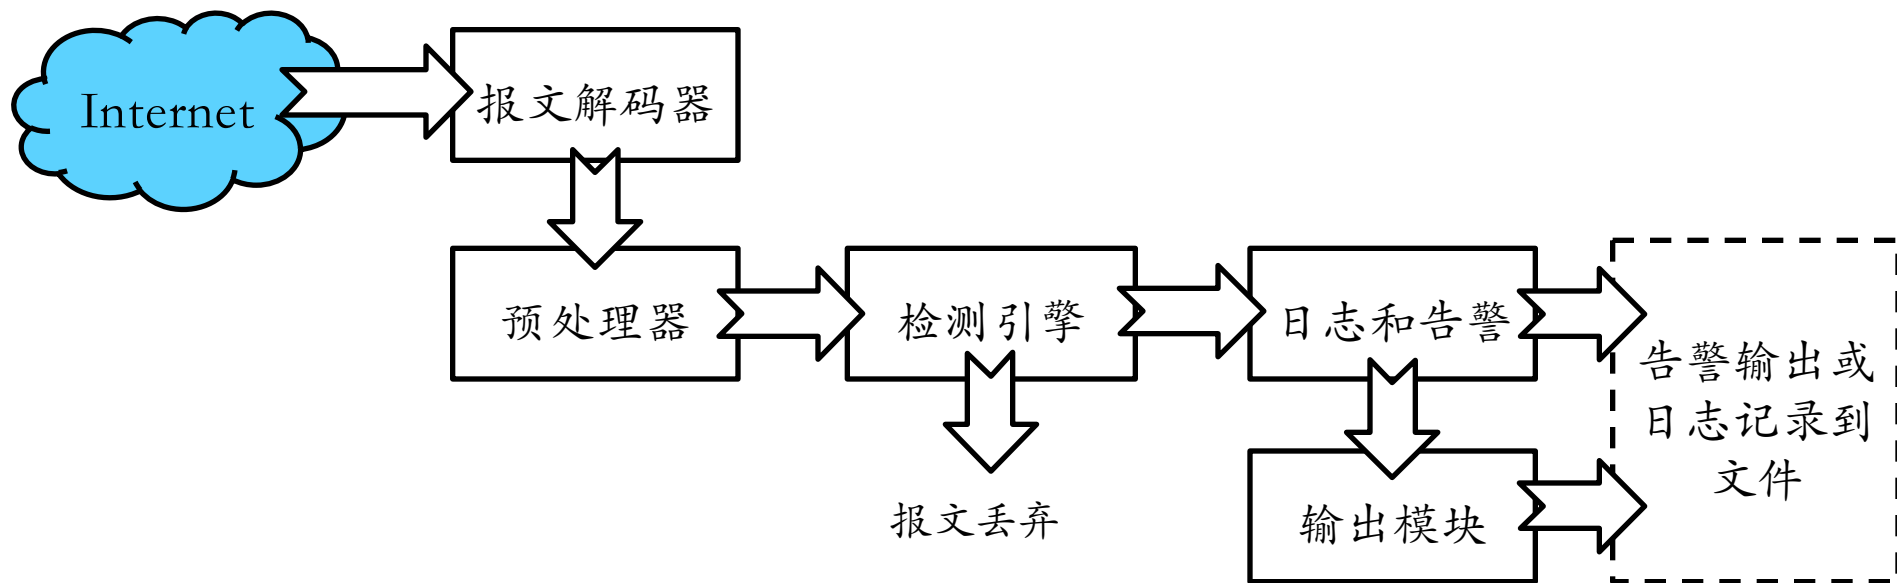 Internet
报文解码器
预处理器
检测引擎
日志和告警
告警输出或
日志记录到
文件
报文丢弃
输出模块